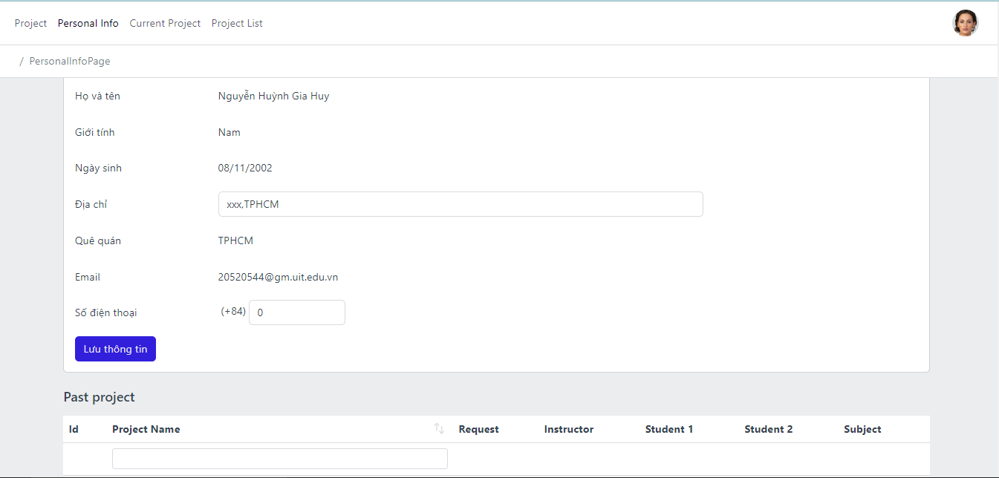 Project Personal Info Current Project Project List
/ PersonalInfoPage
Họ và tên Nguyễn Huỳnh Gia Huy
Giới tính Nam
Ngày sinh 08/11/2002
Địa chỉ xxx,TPHCM
Quê quán TPHCM
Email 20520544@gm.uit.edu.vn
Số điện thoại (+84) 0
Lưu thông tin
Past project
Id Project Name Request Instructor Student 1 Student 2 Subject